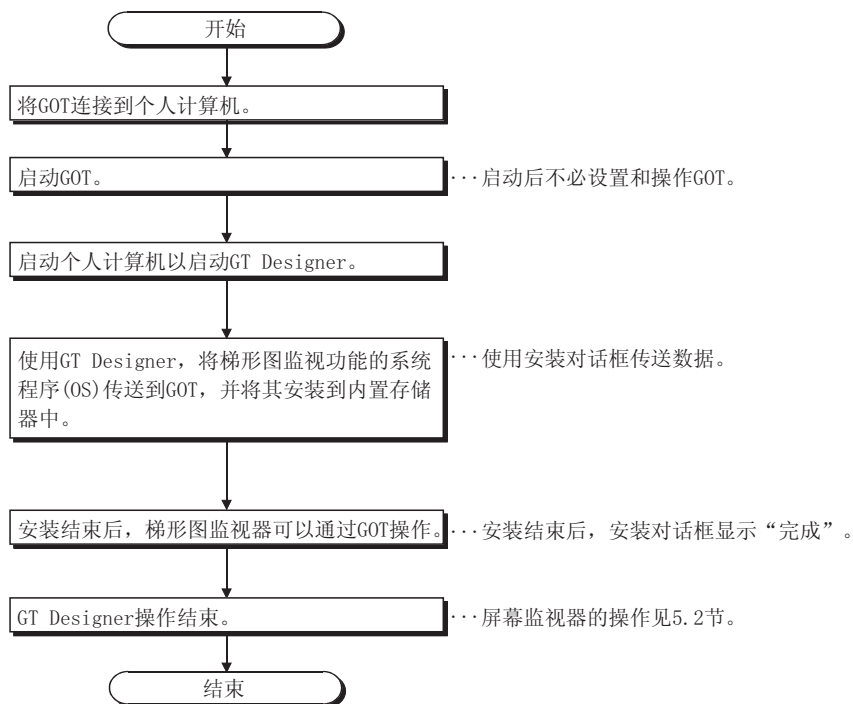 开始
将GOT连接到个人计算机。
启动GOT。
···启动后不必设置和操作GOT。
启动个人计算机以启动GT Designer。
使用GT Designer，将梯形图监视功能的系统
程序(OS)传送到GOT，并将其安装到内置存储
器中。
···使用安装对话框传送数据。
安装结束后，梯形图监视器可以通过GOT操作。
···安装结束后，安装对话框显示“完成”。
GT Designer操作结束。
···屏幕监视器的操作见5.2节。
结束